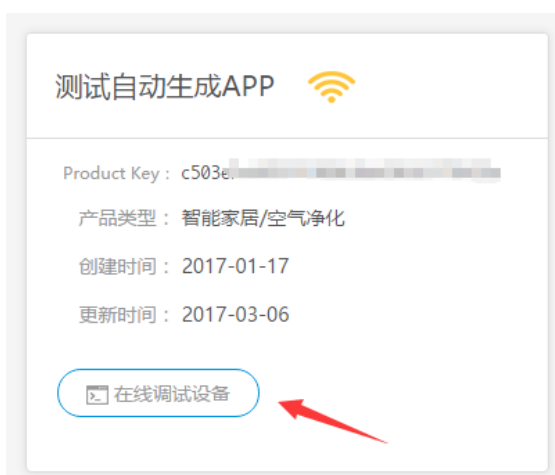 测试自动生成APP
Product Key： c503e
产品类型： 智能家居/空气净化
创建时间： 2017-01-17
更新时间： 2017-03-06
在线调试设备